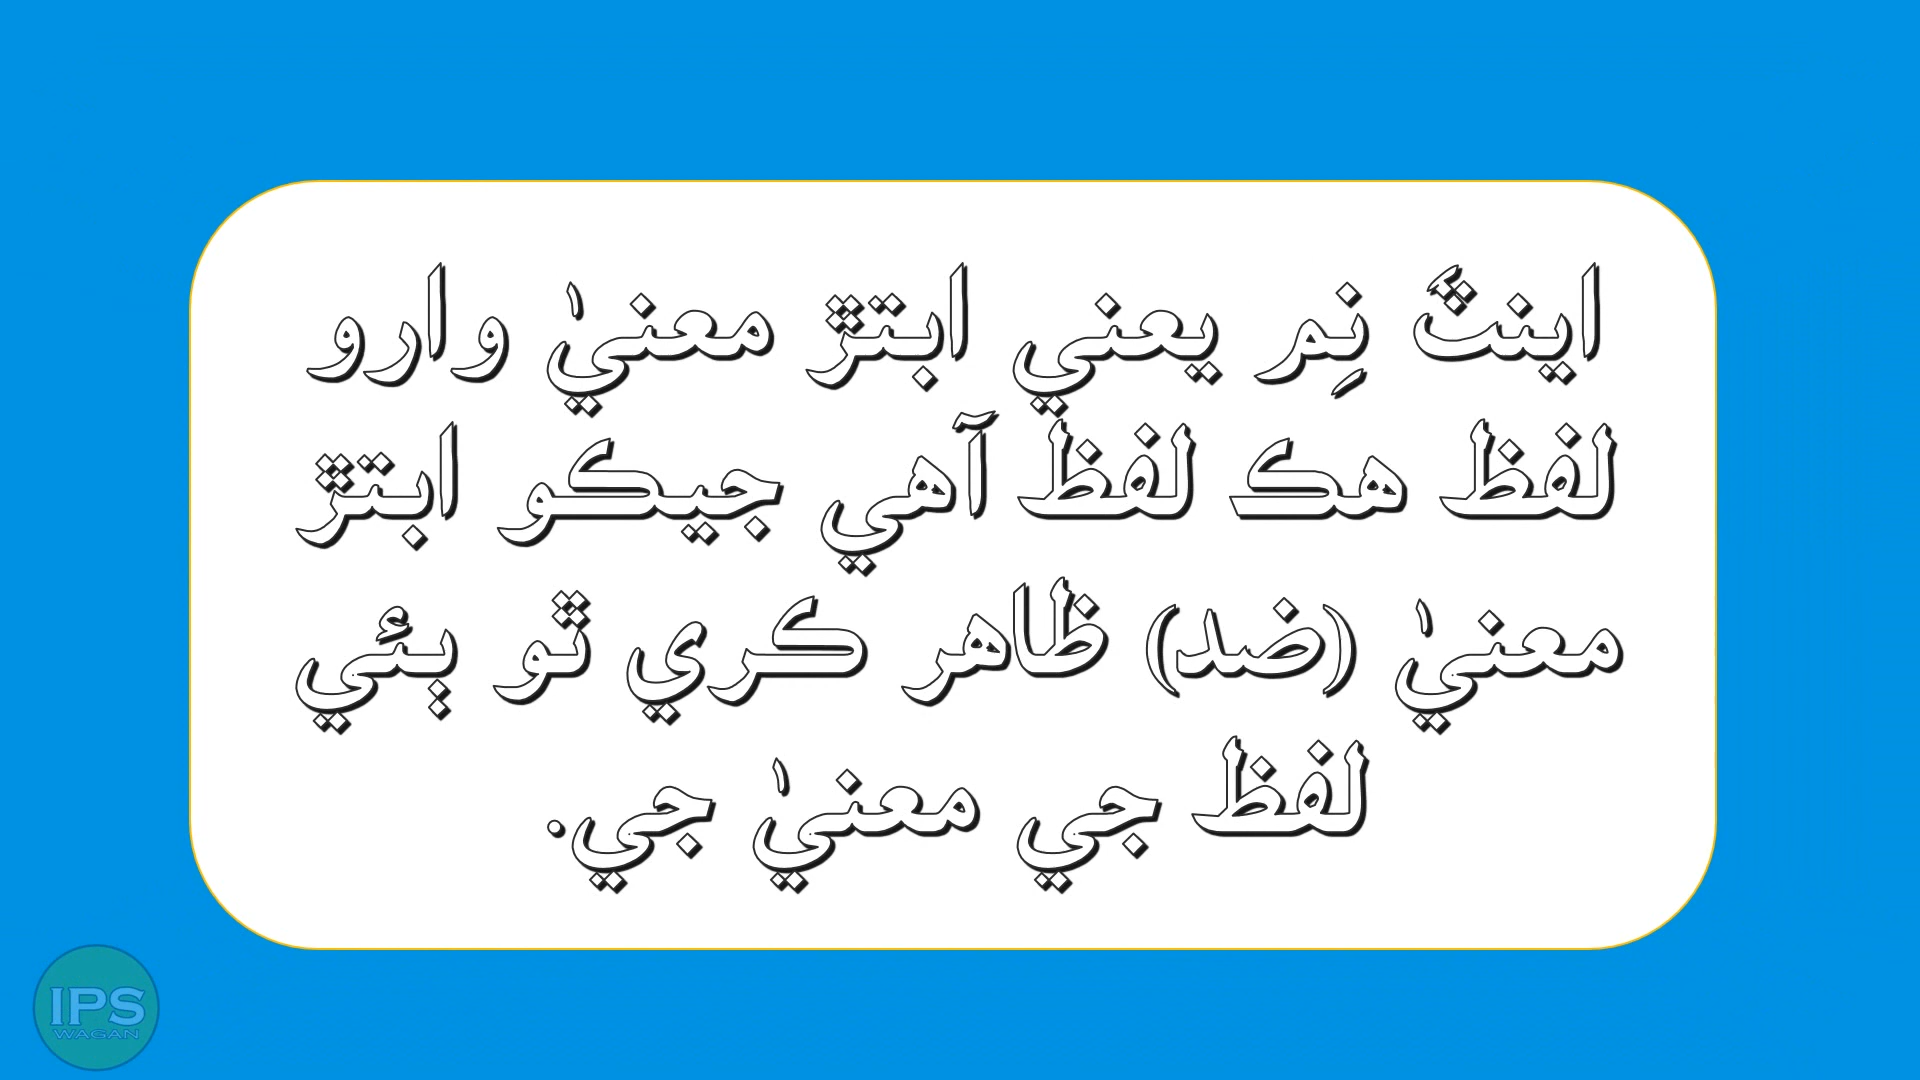 اينٽَ نِم يعني ابتڙ معنيٰ وارو
لفظ هڪ لفظ آهي جيڪو ابتڙ
معنيٰ (ضد) ظاهر ڪري ٿو ٻئي
لفظ جي معنيٰ جي.
IPS
WAGAN